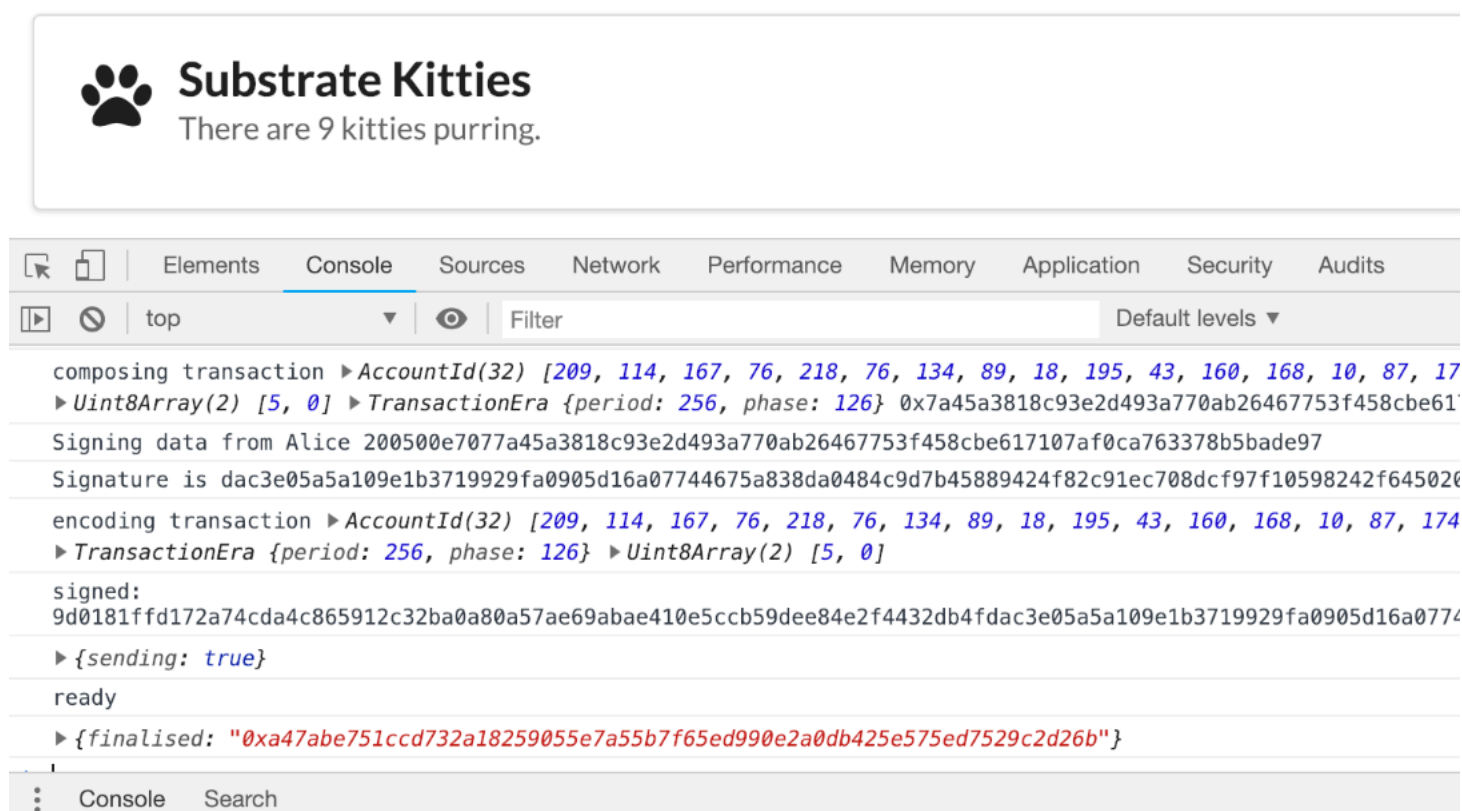 Substrate Kitties
There are 9 kitties purring.
Elements Console Sources Network Performance Memory Application Security Audits
top ▼ Filter Default levels ▼
composing transaction ▶AccountId(32) [209, 114, 167, 76, 218, 76, 134, 89, 18, 195, 43, 160, 168, 10, 87, 17
▶Uint8Array(2) [5, 0] ▶TransactionEra {period: 256, phase: 126} 0x7a45a3818c93e2d493a770ab26467753f458cbe617
Signing data from Alice 200500e7077a45a3818c93e2d493a770ab26467753f458cbe617107af0ca763378b5bade97
Signature is dac3e05a5a109e1b3719929fa0905d16a07744675a838da0484c9d7b45889424f82c91ec708dcf97f10598242f645020
encoding transaction ▶AccountId(32) [209, 114, 167, 76, 218, 76, 134, 89, 18, 195, 43, 160, 168, 10, 87, 174
▶TransactionEra {period: 256, phase: 126} ▶Uint8Array(2) [5, 0]
signed:
9d0181ffd172a74cda4c865912c32ba0a80a57ae69abae410e5ccb59dee84e2f4432db4fdac3e05a5a109e1b3719929fa0905d16a0774
▶{sending: true}
ready
▶{finalised: "0xa47abe751ccd732a18259055e7a55b7f65ed990e2a0db425e575ed7529c2d26b"}
Console Search